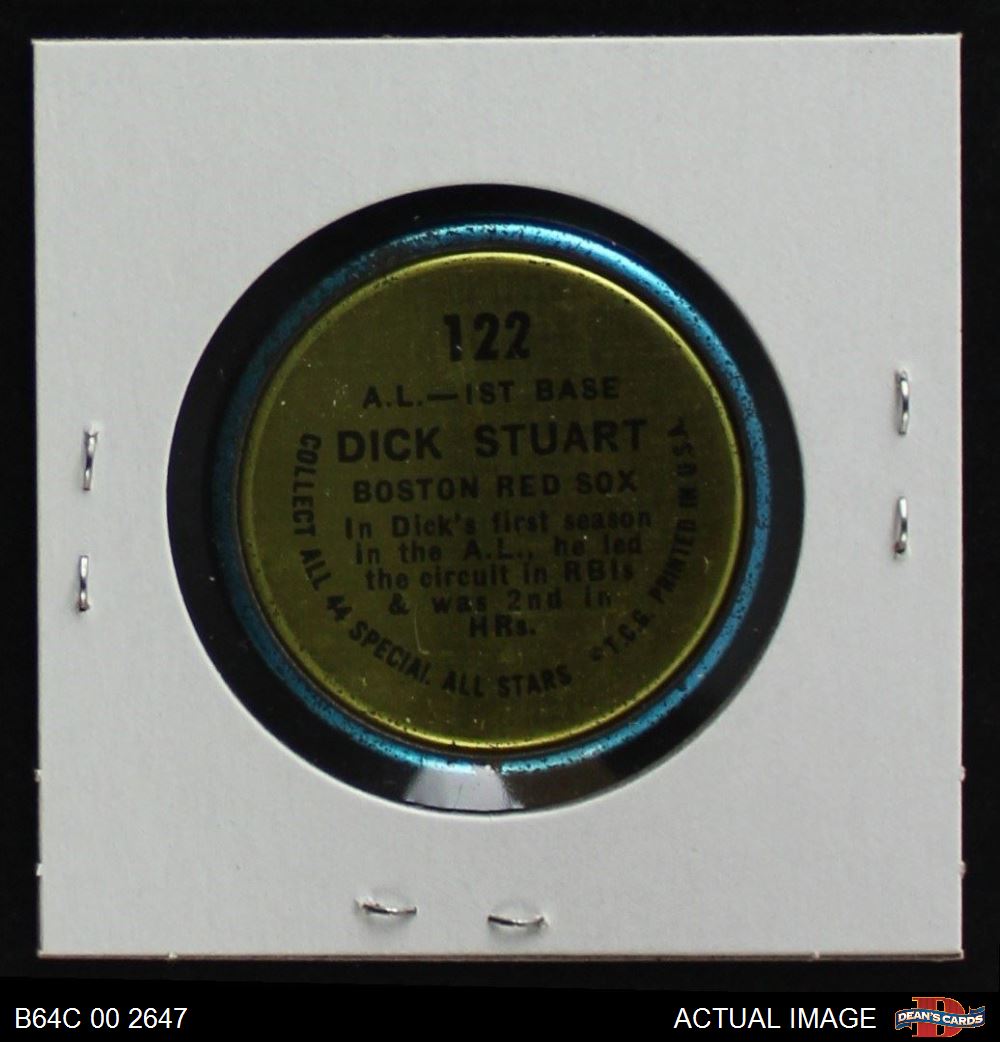 122
A.L.—1ST BASE
DICK STUART
BOSTON RED SOX
In Dick's first season
in the A.L., he led
the circuit in RBIs
& was 2nd in
HRs.
COLLECT ALL 44 SPECIAL ALL STARS ©T.C.G. PRINTED IN USA
B64C 00 2647
ACTUAL IMAGE
D
DEAN'S CARDS